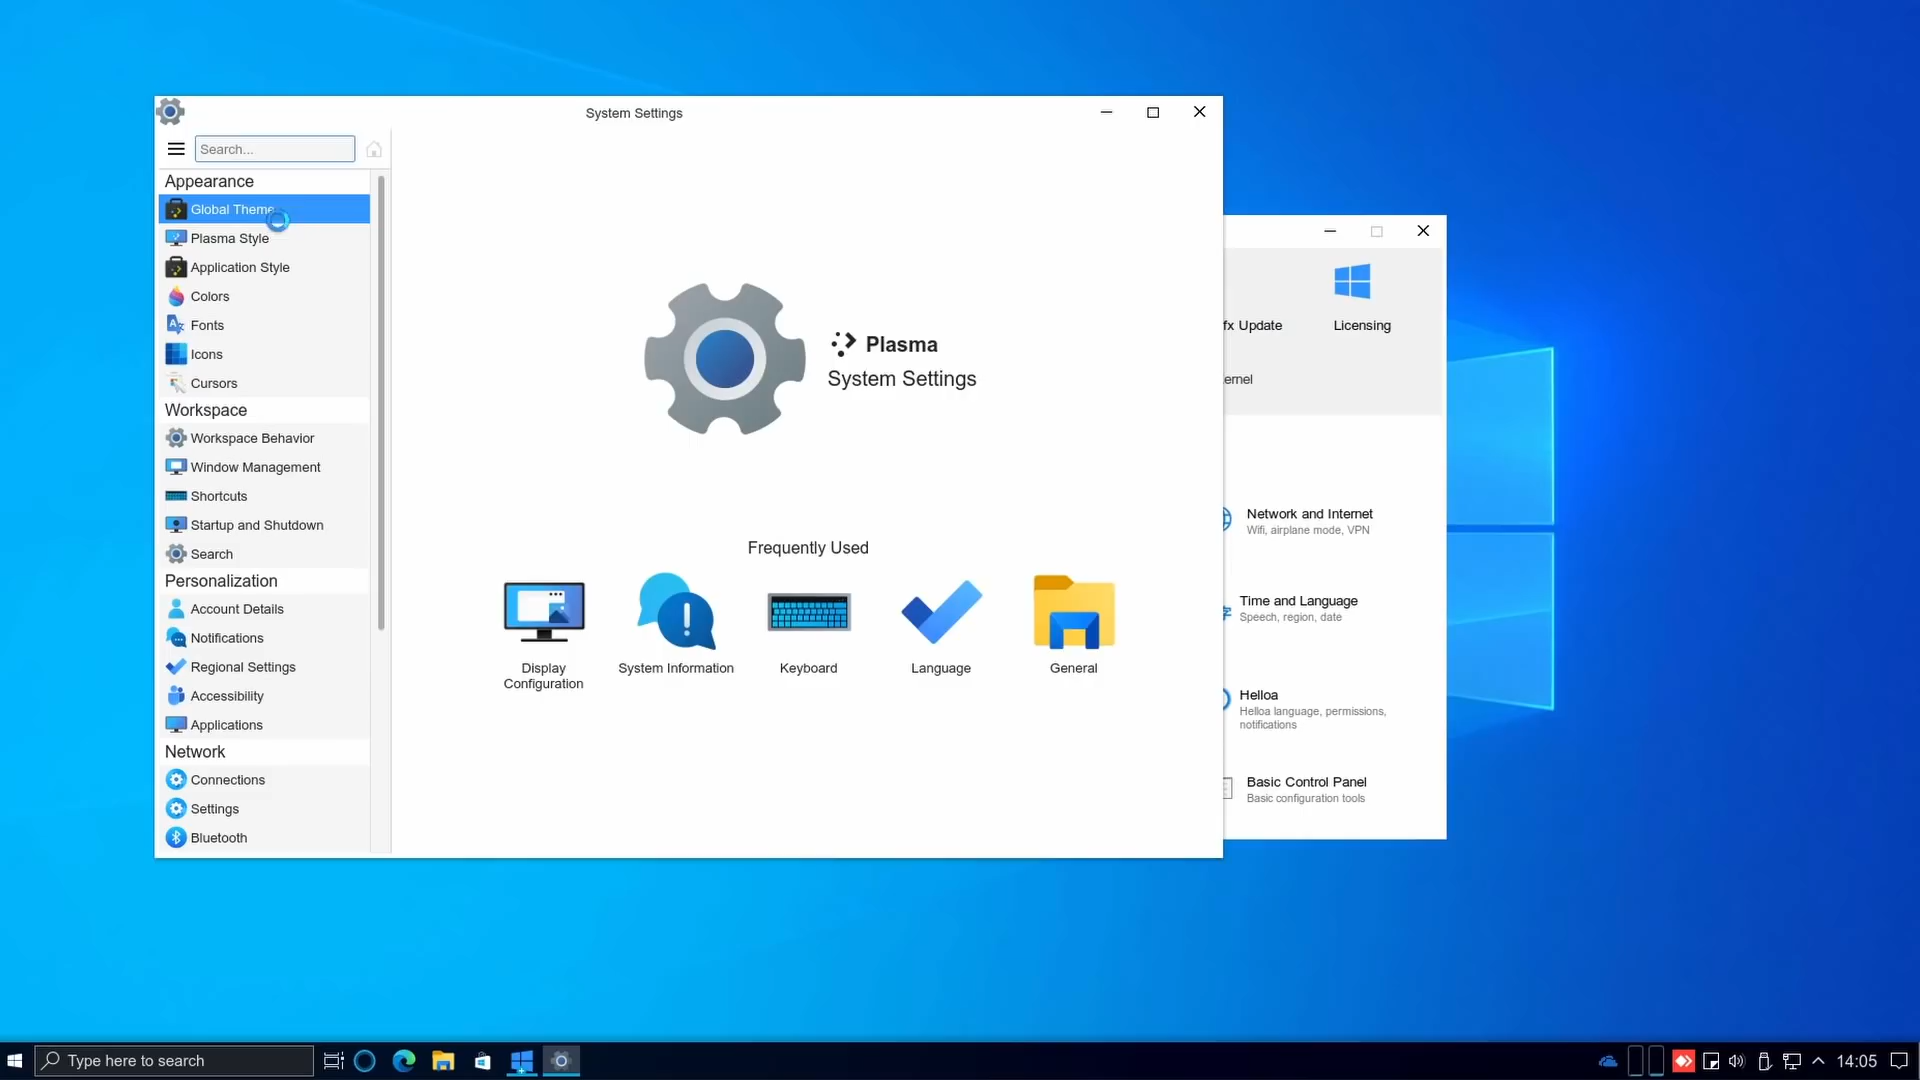 System Settings
Search...
Appearance
Global Theme
Plasma Style
Application Style
Colors
Fonts
Icons
Cursors
Workspace
Workspace Behavior
Window Management
Shortcuts
Startup and Shutdown
Search
Personalization
Account Details
Notifications
Regional Settings
Accessibility
Applications
Network
Connections
Settings
Bluetooth
Plasma
System Settings
Frequently Used
Display
Configuration
System Information
Keyboard
Language
General
fx Update
Licensing
ernel
Network and Internet
Wifi, airplane mode, VPN
Time and Language
Speech, region, date
Helloa
Helloa language, permissions,
notifications
Basic Control Panel
Basic configuration tools
Type here to search
14:05